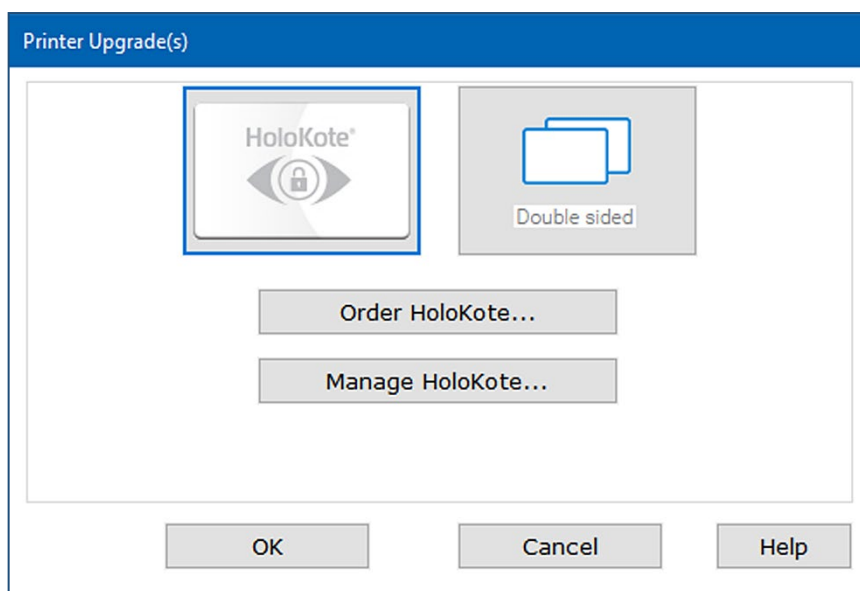 Printer Upgrade(s)
HoloKote®
Double sided
Order HoloKote...
Manage HoloKote...
OK
Cancel
Help